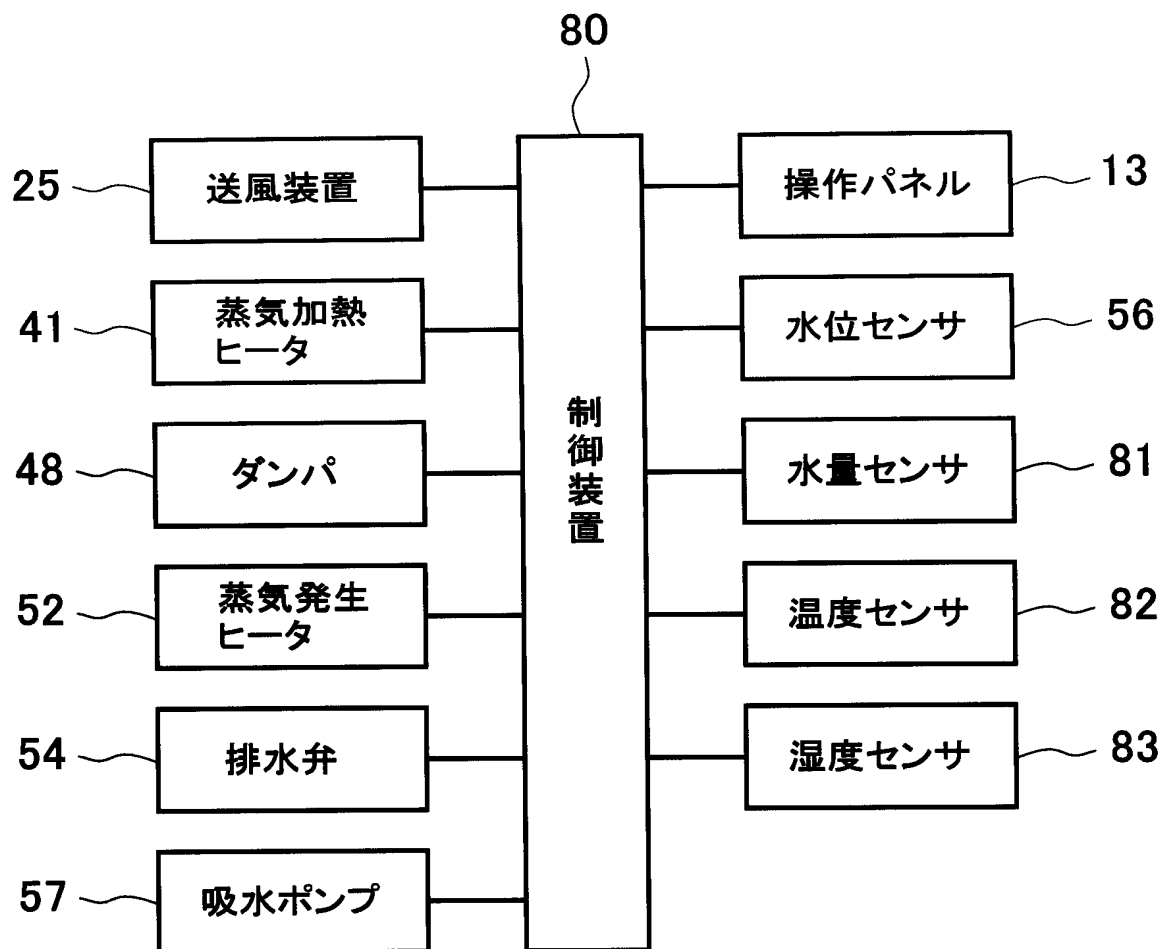 80
25
送風装置
41
蒸気加熱
ヒータ
48
ダンパ
52
蒸気発生
ヒータ
54
排水弁
57
吸水ポンプ
制御装置
操作パネル
13
水位センサ
56
水量センサ
81
温度センサ
82
湿度センサ
83